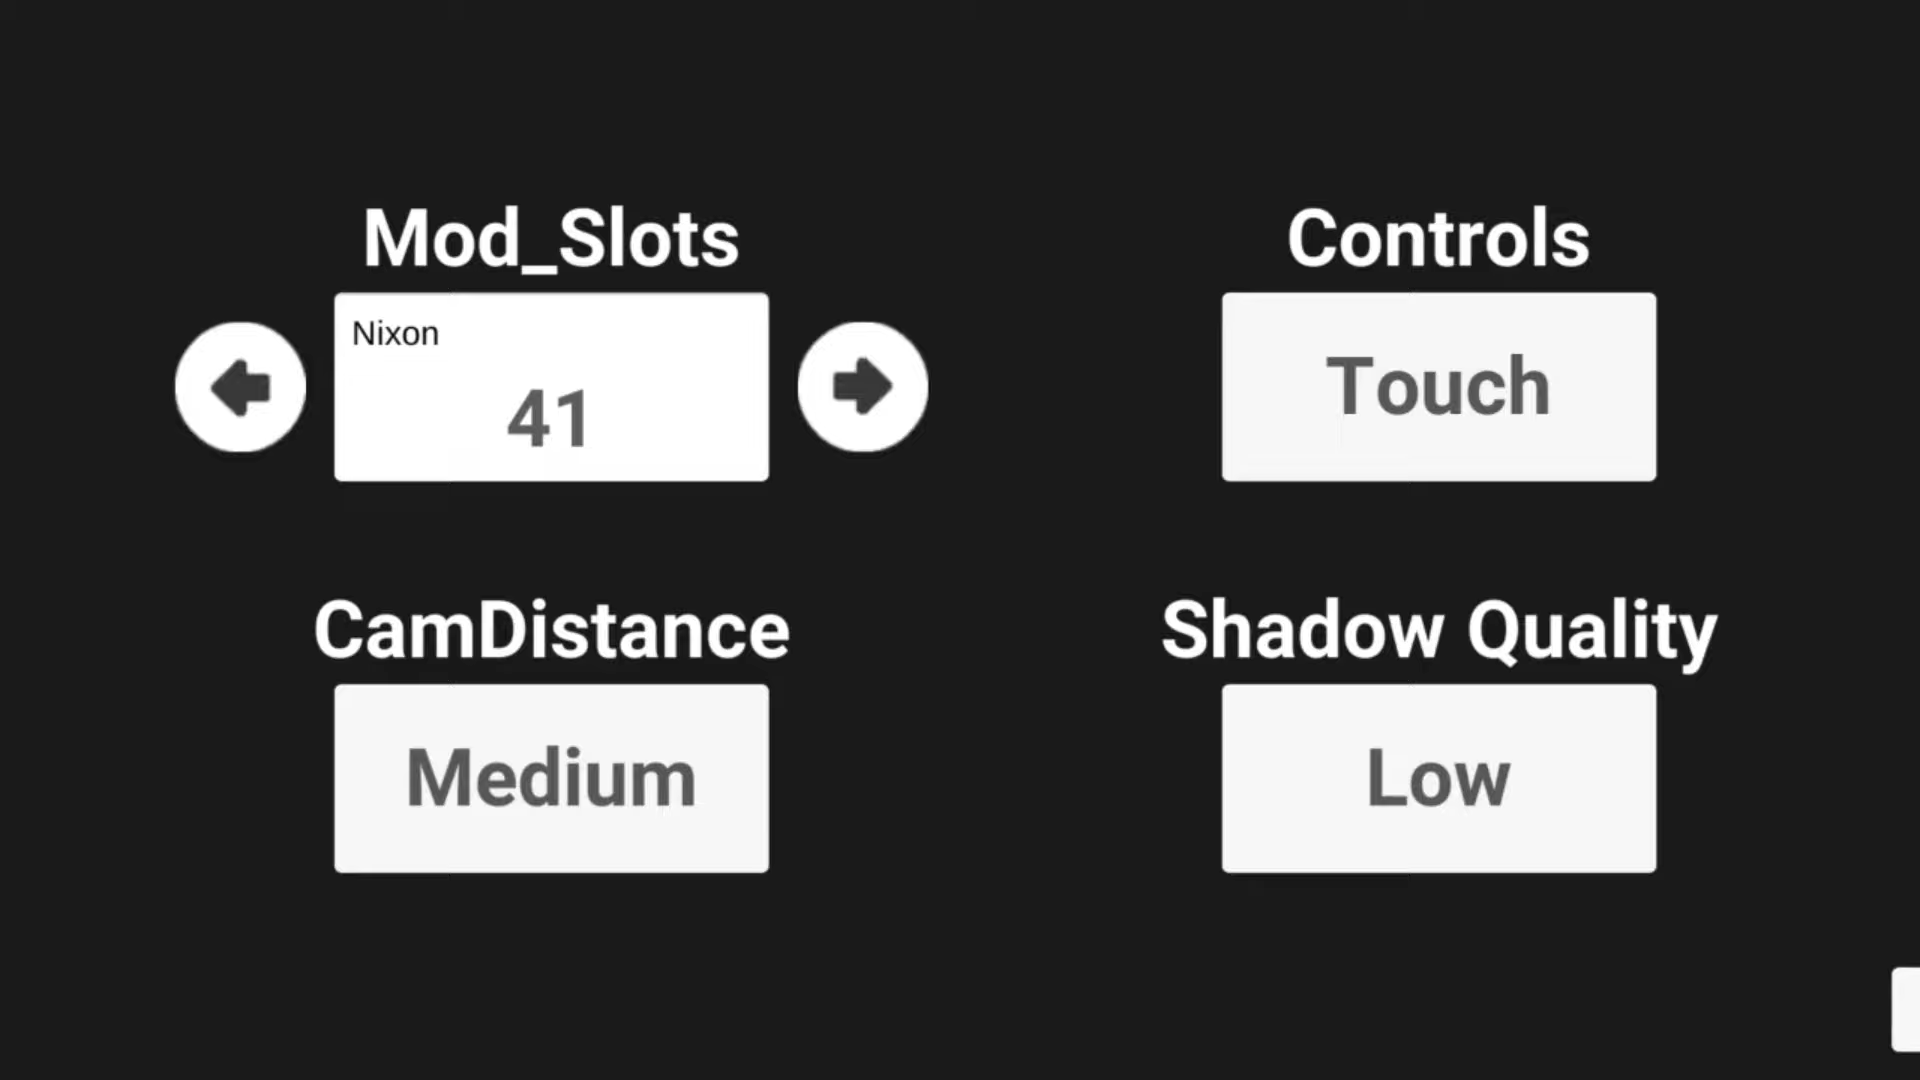 Mod_Slots
Nixon
41
Controls
Touch
CamDistance
Medium
Shadow Quality
Low